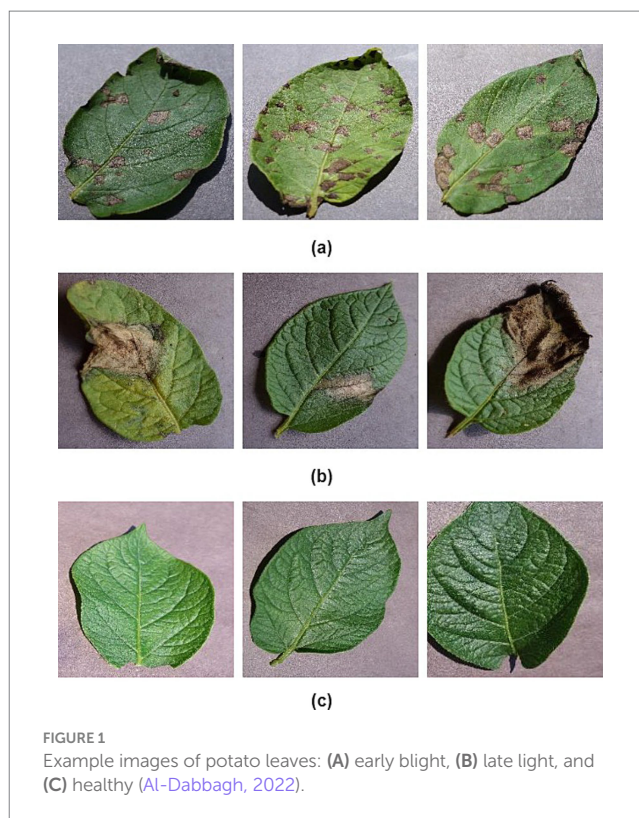 (a)
(b)
(c)
FIGURE 1
Example images of potato leaves: (A) early blight, (B) late light, and
(C) healthy (Al-Dabbagh, 2022).